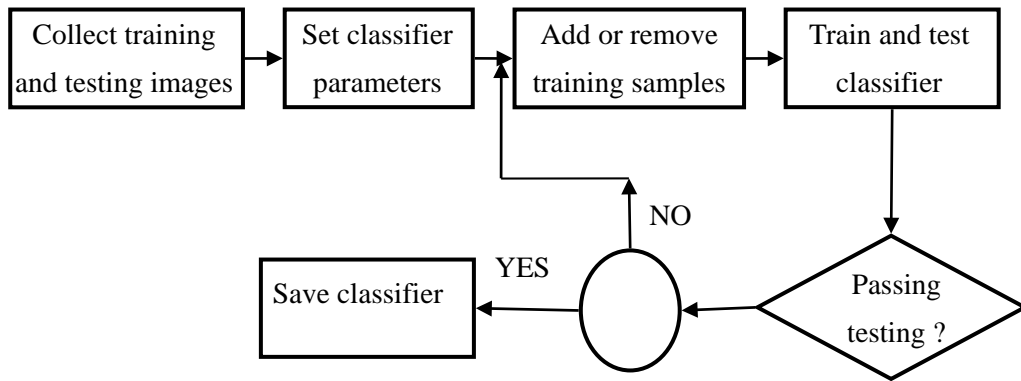 Collect training
and testing images
Set classifier
parameters
Add or remove
training samples
Train and test
classifier
NO
YES
Save classifier
Passing
testing ?